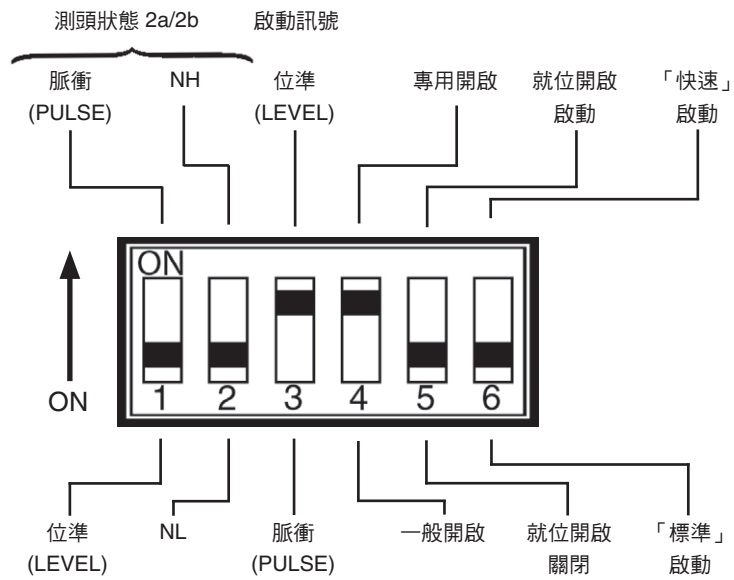 測頭狀態 2a/2b 啟動訊號
脈衝 NH 位準 專用開啟 就位開啟 「快速」
(PULSE) (LEVEL) 啟動 啟動
ON
1 2 3 4 5 6
ON
位準 NL 脈衝 一般開啟 就位開啟 「標準」
(LEVEL) (PULSE) 關閉 啟動